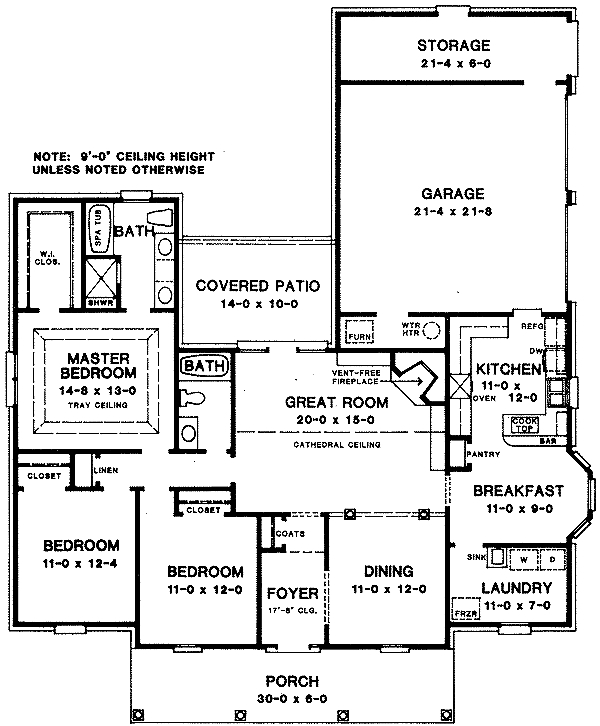 STORAGE
21-4 x 6-0
NOTE: 9'-0" CEILING HEIGHT
UNLESS NOTED OTHERWISE
GARAGE
21-4 x 21-8
SPA TUB
BATH
W.I.
CLOS.
SHWR
COVERED PATIO
14-0 x 10-0
FURN
WTR
HTR
REFG
DW
MASTER
BEDROOM
14-8 x 13-0
TRAY CEILING
BATH
VENT-FREE
FIREPLACE
GREAT ROOM
20-0 x 15-0
CATHEDRAL CEILING
KITCHEN
11-0 x
12-0
OVEN
COOK
TOP
BAR
PANTRY
CLOSET
LINEN
CLOSET
BREAKFAST
11-0 x 9-0
COATS
BEDROOM
11-0 x 12-4
BEDROOM
11-0 x 12-0
FOYER
17'-8" CLG.
DINING
11-0 x 12-0
SINK
W
D
LAUNDRY
11-0 x 7-0
FRZR
PORCH
30-0 x 6-0